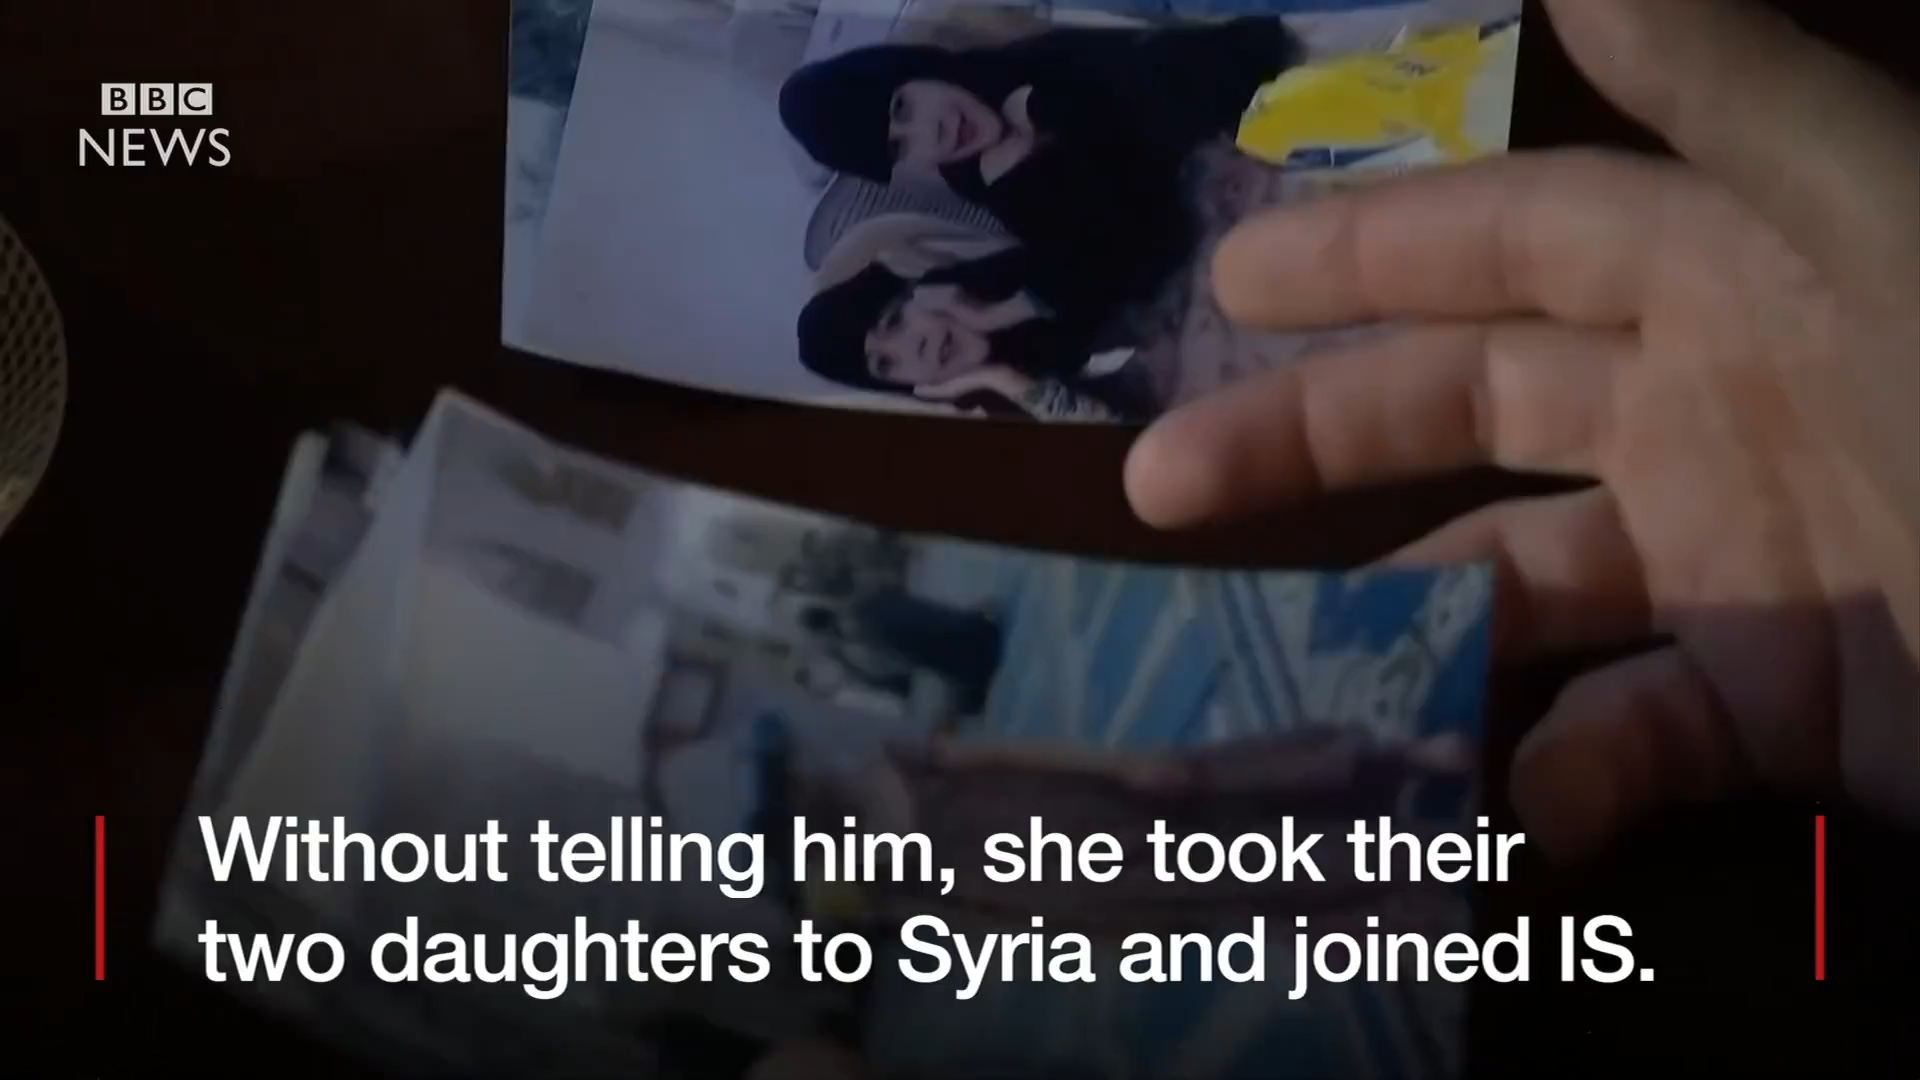 BBC
NEWS
Without telling him, she took their
two daughters to Syria and joined IS.